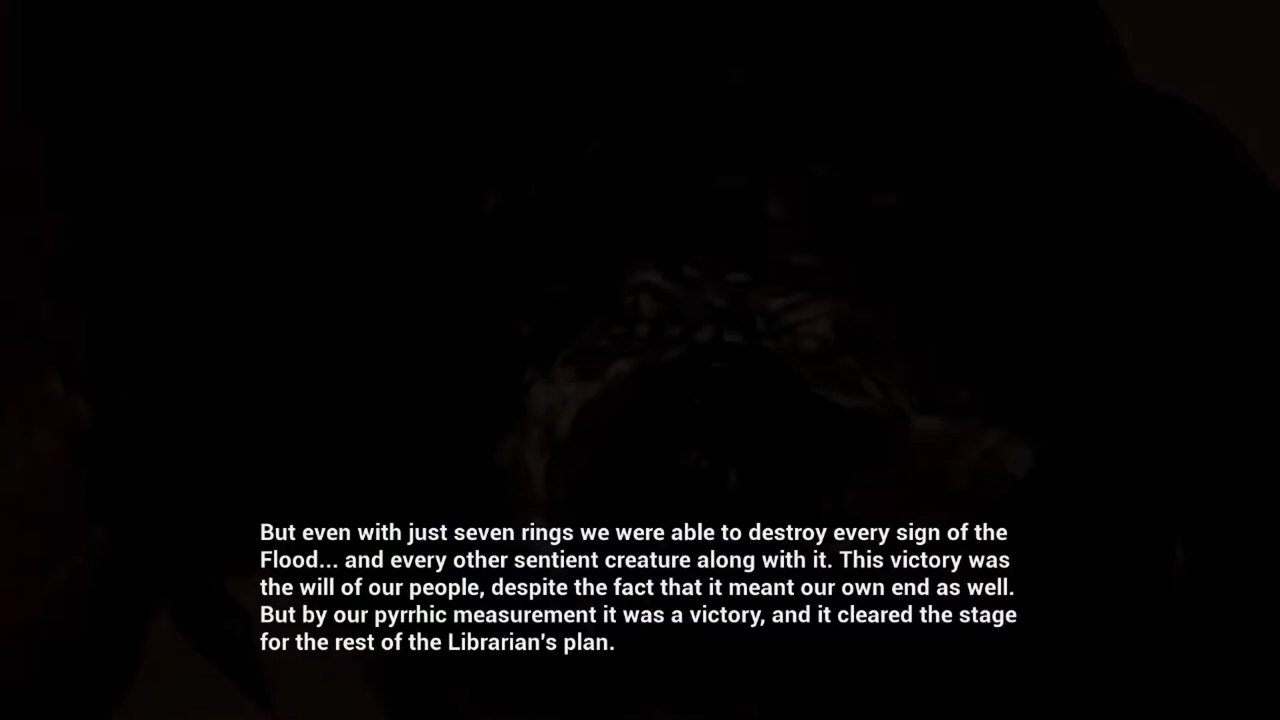 But even with just seven rings we were able to destroy every sign of the
Flood... and every other sentient creature along with it. This victory was
the will of our people, despite the fact that it meant our own end as well.
But by our pyrrhic measurement it was a victory, and it cleared the stage
for the rest of the Librarian's plan.